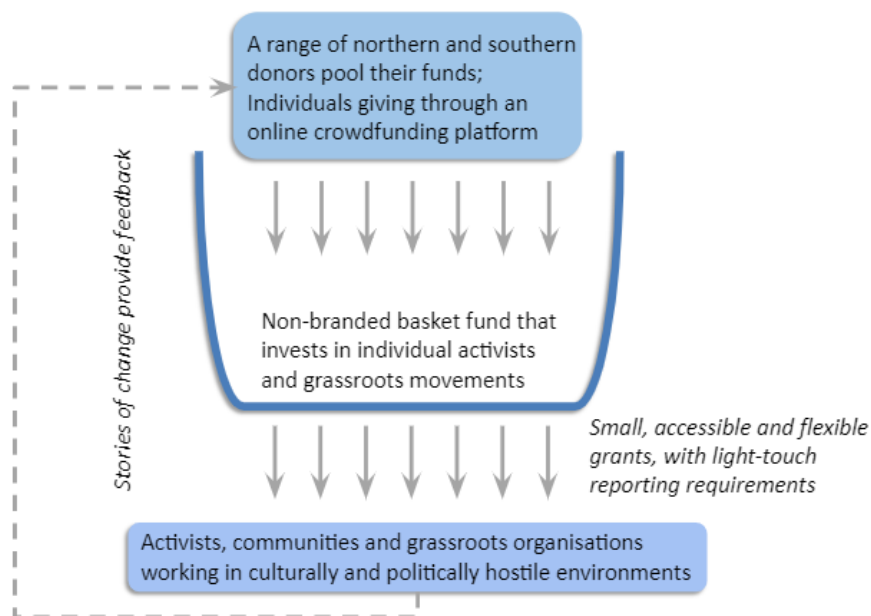 A range of northern and southern
donors pool their funds;
Individuals giving through an
online crowdfunding platform
Stories of change provide feedback
Non-branded basket fund that
invests in individual activists
and grassroots movements
Small, accessible and flexible
grants, with light-touch
reporting requirements
Activists, communities and grassroots organisations
working in culturally and politically hostile environments